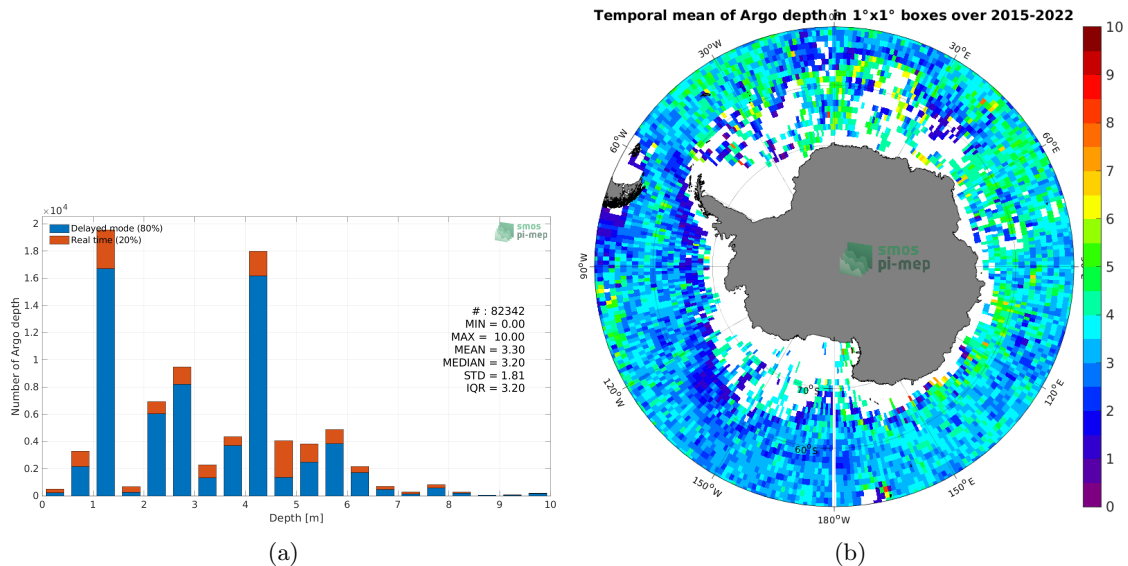 ×10⁴
2
1.8
1.6
1.4
1.2
1
0.8
0.6
0.4
0.2
0
Number of Argo depth
Delayed mode (80%)
Real time (20%)
smos
pi-mep
# : 82342
MIN = 0.00
MAX = 10.00
MEAN = 3.30
MEDIAN = 3.20
STD = 1.81
IQR = 3.20
0 1 2 3 4 5 6 7 8 9 10
Depth [m]
(a)
Temporal mean of Argo depth in 1°x1° boxes over 2015-2022
30°W
30°E
60°W
60°E
90°W
smos
pi-mep
120°W
120°E
70°S
60°S
150°W
150°E
180°W
10
9
8
7
6
5
4
3
2
1
0
(b)